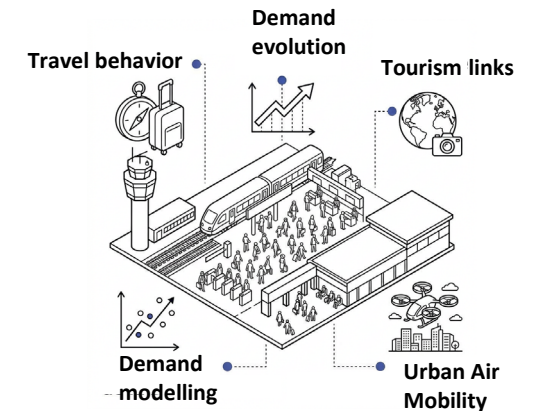 Demand
evolution
Travel behavior
Tourism links
Demand
modelling
Urban Air
Mobility